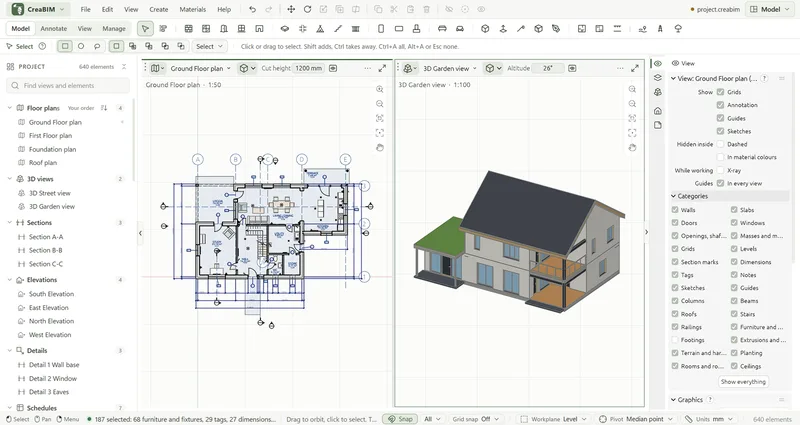 CreaBIM
File Edit View Create Materials Help
project.creabim
Model
Model Annotate View Manage
Select
Select
Click or drag to select. Shift adds, Ctrl takes away. Ctrl+A all, Alt+A or Esc none.
PROJECT 640 elements
Find views and elements
Floor plans Your order 4
Ground Floor plan
First Floor plan
Foundation plan
Roof plan
3D views 2
3D Street view
3D Garden view
Sections 3
Section A-A
Section B-B
Section C-C
Elevations 4
South Elevation
East Elevation
North Elevation
West Elevation
Details 3
Detail 1 Wall base
Detail 2 Window
Detail 3 Eaves
Schedules
Ground Floor plan Cut height 1200 mm
Ground Floor plan · 1:50
A B C D E
3D Garden view Altitude 26°
3D Garden view · 1:100
View
View: Ground Floor plan (... ?
Show Grids
Annotation
Guides
Sketches
Hidden inside Dashed
In material colours
While working X-ray
Guides In every view
Categories
Walls Slabs
Doors Windows
Openings, shaf... Masses and m...
Grids Levels
Section marks Dimensions
Tags Notes
Sketches Guides
Columns Beams
Roofs Stairs
Railings Furniture and ...
Footings Extrusions and ...
Terrain and har... Planting
Rooms and ro... Ceilings
Show everything
Graphics ?
Select Pan Menu
187 selected: 68 furniture and fixtures, 29 tags, 27 dimensions...
Drag to orbit, click to select. T...
Snap All Grid snap Off
Workplane Level Pivot Median point Units mm 640 elements